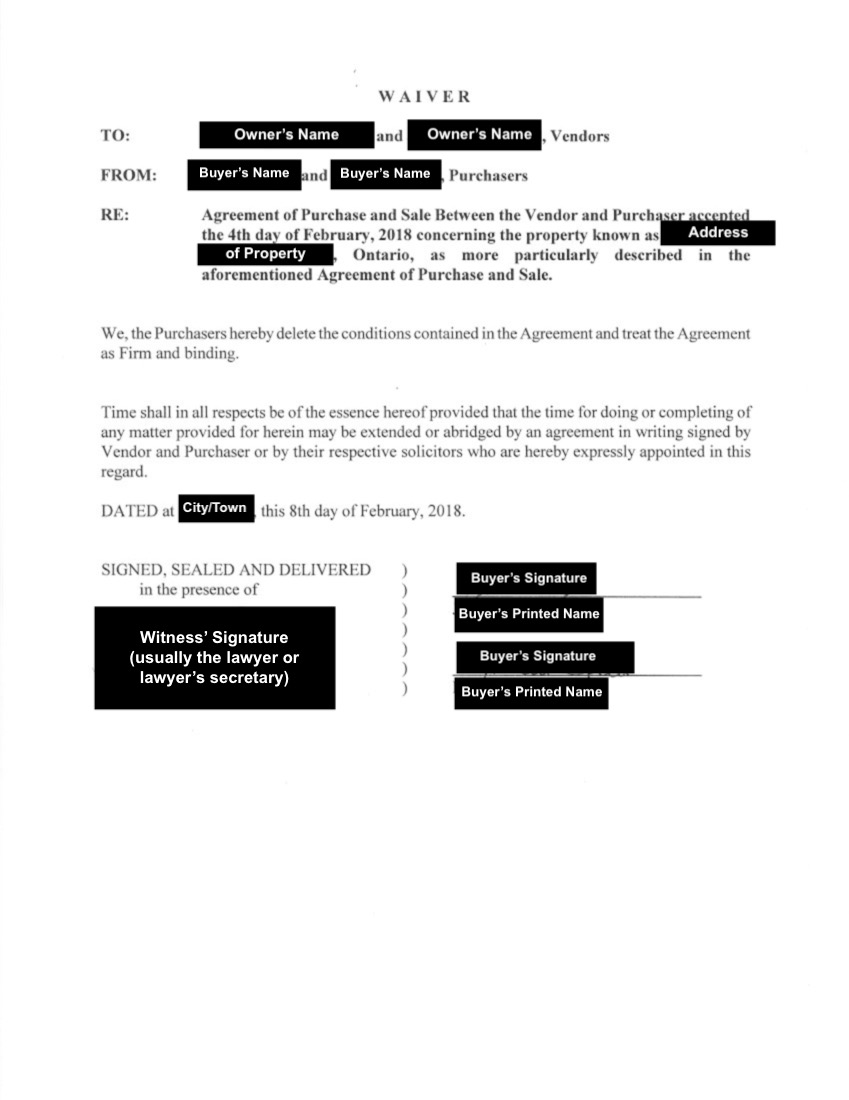 WAIVER
TO: Owner's Name and Owner's Name, Vendors
FROM: Buyer's Name and Buyer's Name, Purchasers
RE: Agreement of Purchase and Sale Between the Vendor and Purchaser accepted
the 4th day of February, 2018 concerning the property known as Address
of Property, Ontario, as more particularly described in the
aforementioned Agreement of Purchase and Sale.
We, the Purchasers hereby delete the conditions contained in the Agreement and treat the Agreement
as Firm and binding.
Time shall in all respects be of the essence hereof provided that the time for doing or completing of
any matter provided for herein may be extended or abridged by an agreement in writing signed by
Vendor and Purchaser or by their respective solicitors who are hereby expressly appointed in this
regard.
DATED at City/Town, this 8th day of February, 2018.
SIGNED, SEALED AND DELIVERED )
in the presence of )
Witness' Signature
(usually the lawyer or
lawyer's secretary)
)
)
)
)
)
Buyer's Signature
Buyer's Printed Name
Buyer's Signature
Buyer's Printed Name